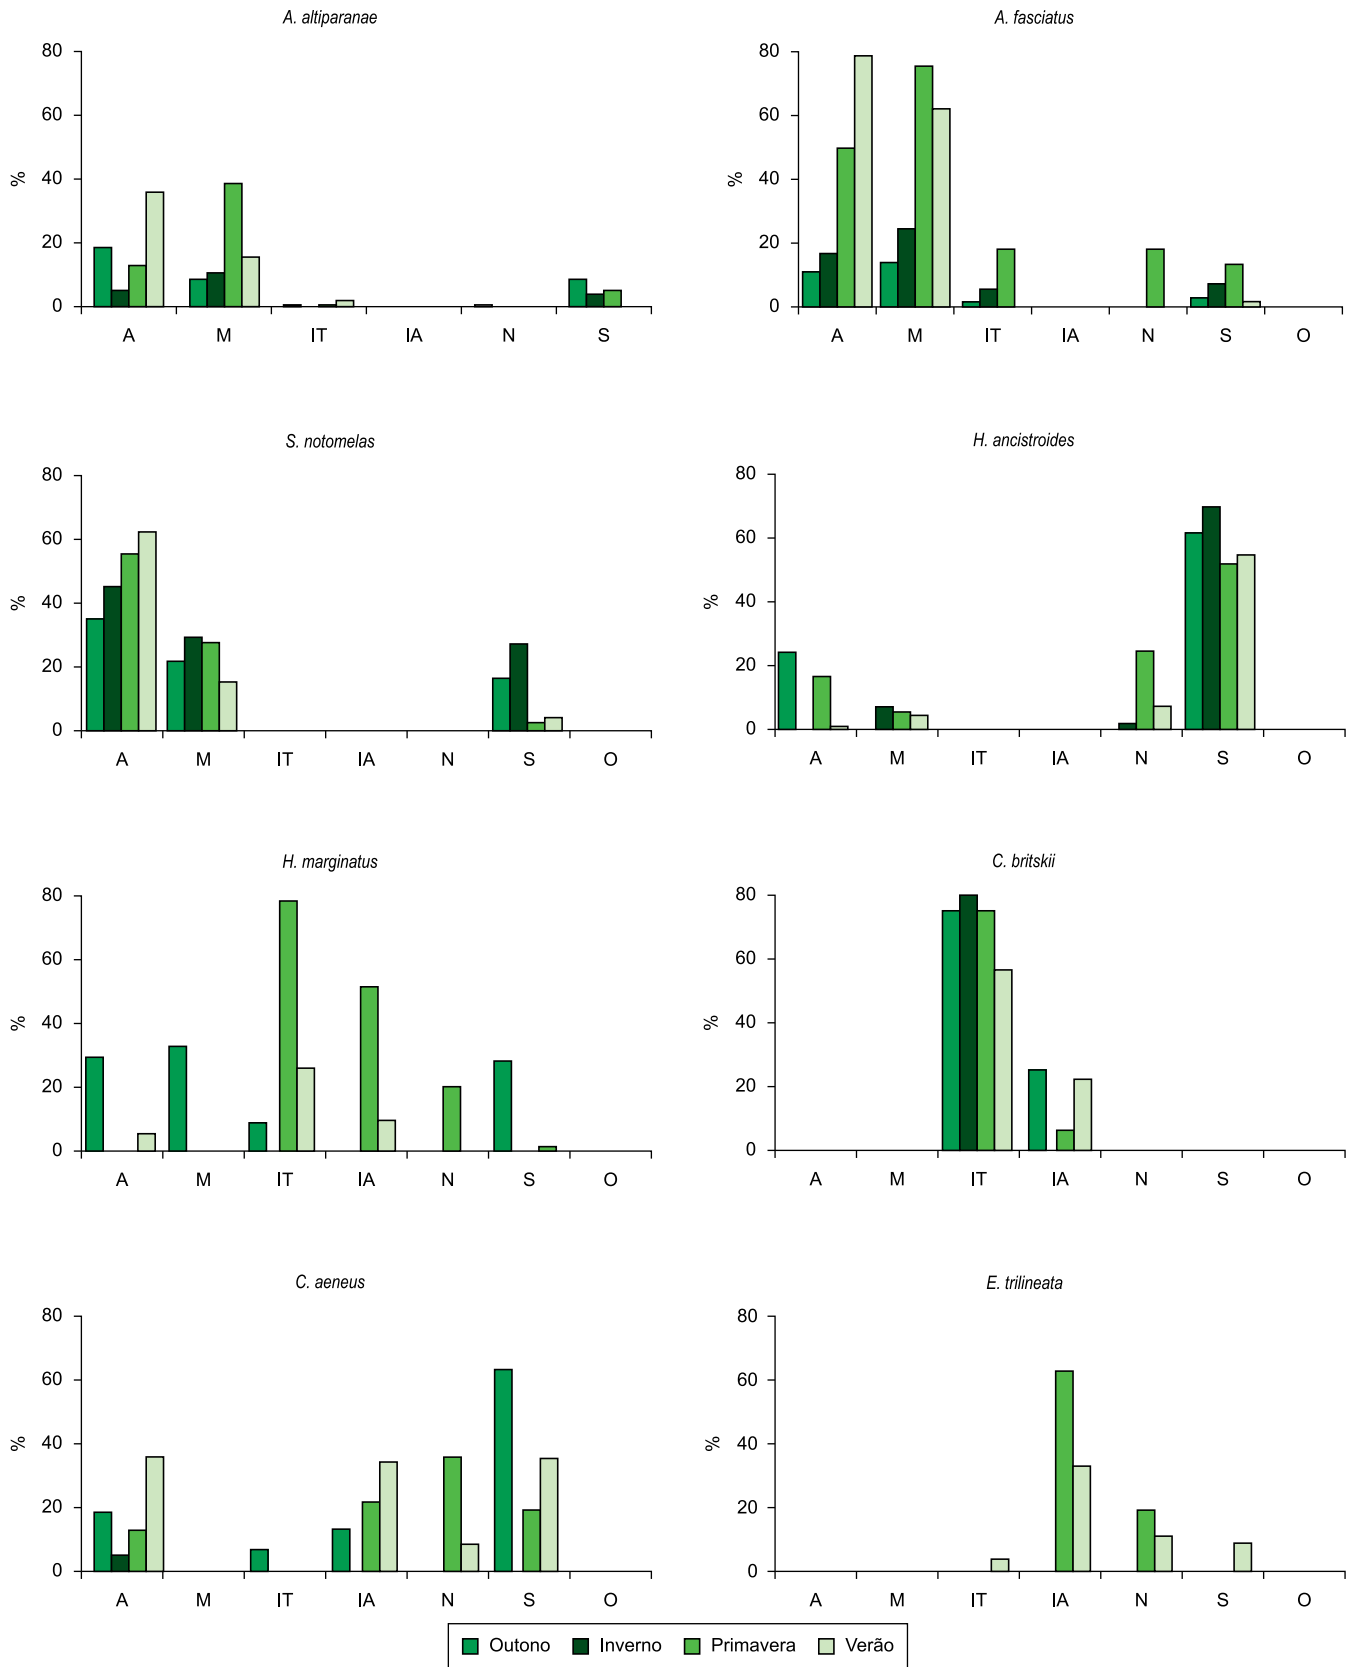 A. altiparanae
80
60
40
20
0
%
A M IT IA N S
A. fasciatus
80
60
40
20
0
%
A M IT IA N S O
S. notomelas
80
60
40
20
0
%
A M IT IA N S O
H. ancistroides
80
60
40
20
0
%
A M IT IA N S O
H. marginatus
80
60
40
20
0
%
A M IT IA N S O
C. britskii
80
60
40
20
0
%
A M IT IA N S O
C. aeneus
80
60
40
20
0
%
A M IT IA N S O
E. trilineata
80
60
40
20
0
%
A M IT IA N S O
Outono Inverno Primavera Verão